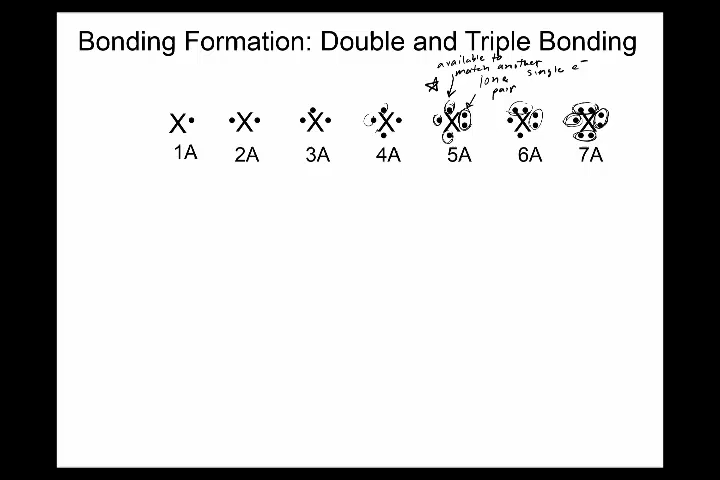 Bonding Formation: Double and Triple Bonding
available to
match another
single e⁻
lone
pair
X X X X X X X
1A 2A 3A 4A 5A 6A 7A